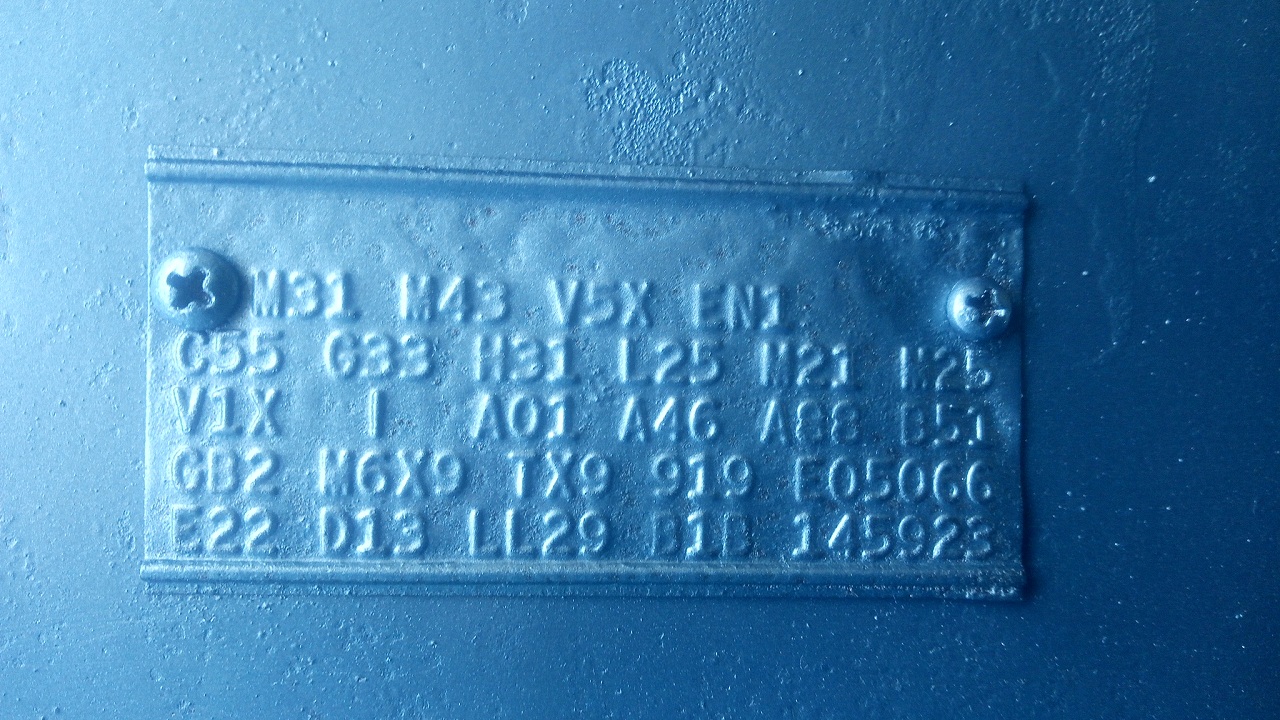 M31 M43 V5X EN1
C55 G33 H31 L25 M21 M25
V1X I A01 A46 A88 B51
GB2 M6X9 TX9 919 E05066
E22 D13 LL29 B1B 145923